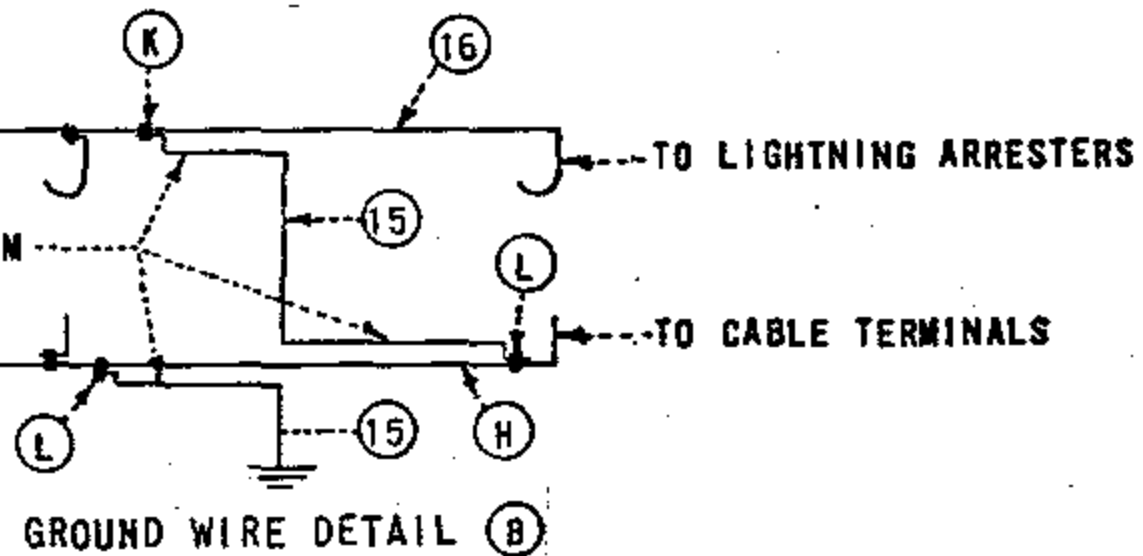 K
16
TO LIGHTNING ARRESTERS
15
M
L
TO CABLE TERMINALS
L
15
H
GROUND WIRE DETAIL B